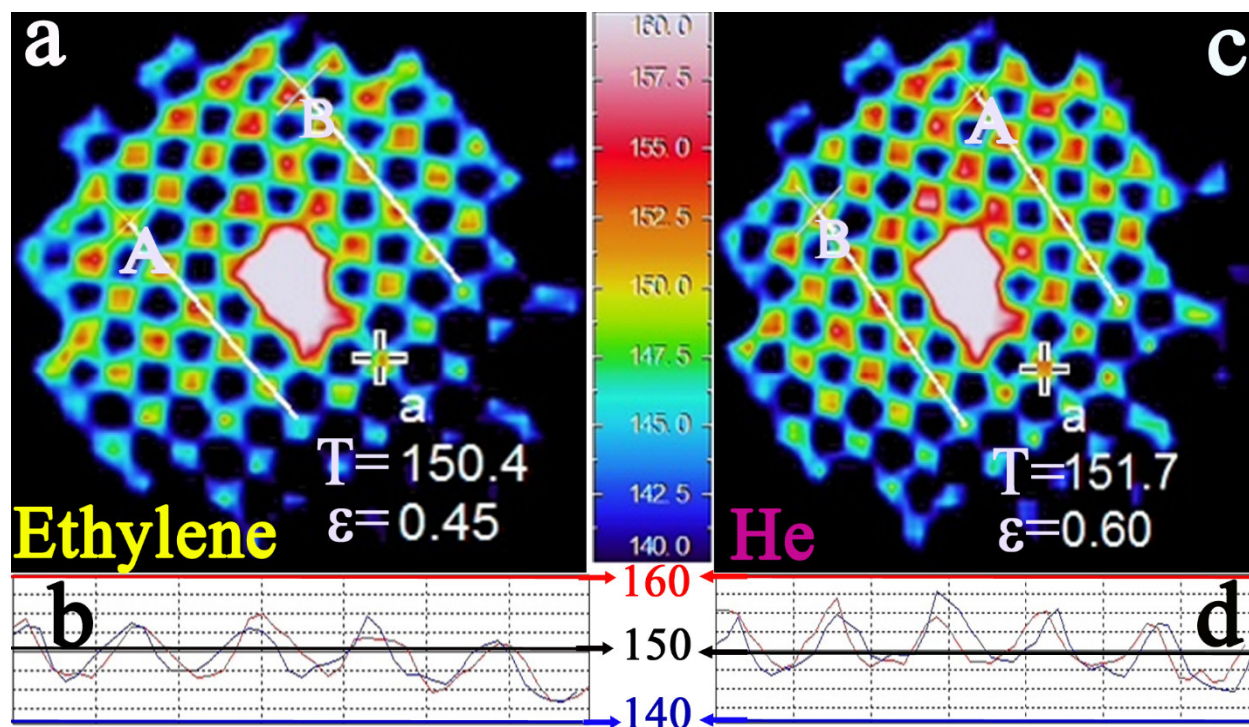 a
B
A
a
T= 150.4
ε= 0.45
Ethylene
160.0
157.5
155.0
152.5
150.0
147.5
145.0
142.5
140.0
c
A
B
a
T=151.7
ε=0.60
He
b
160
150
140
d